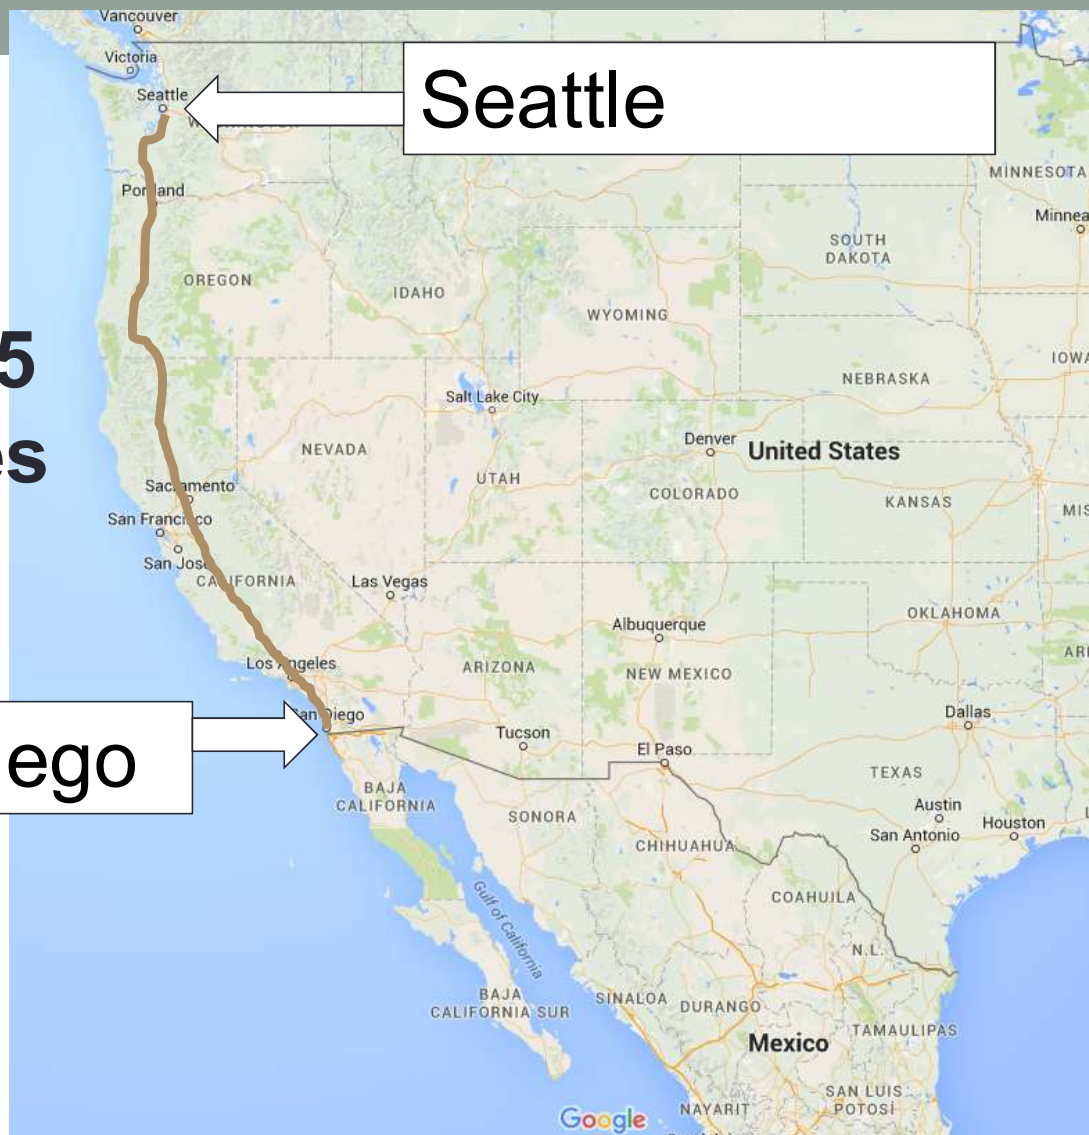 Vancouver
Victoria
Seattle
Seattle
MINNESOTA
Portland
Minnea
SOUTH
DAKOTA
OREGON
IDAHO
WYOMING
5
IOWA
NEBRASKA
Salt Lake City
es
NEVADA
Denver
United States
UTAH
Sacramento
COLORADO
KANSAS
San Francisco
MIS
San Jose
CALIFORNIA
Las Vegas
OKLAHOMA
Albuquerque
Los Angeles
ARIZONA
NEW MEXICO
San Diego
Dallas
Tucson
ego
El Paso
TEXAS
BAJA
CALIFORNIA
SONORA
Austin
San Antonio
Houston
CHIHUAHUA
COAHUILA
Gulf of California
N.L.
BAJA
CALIFORNIA SUR
SINALOA
DURANGO
Mexico
TAMAULIPAS
SAN LUIS
POTOSÍ
Google
NAYARIT